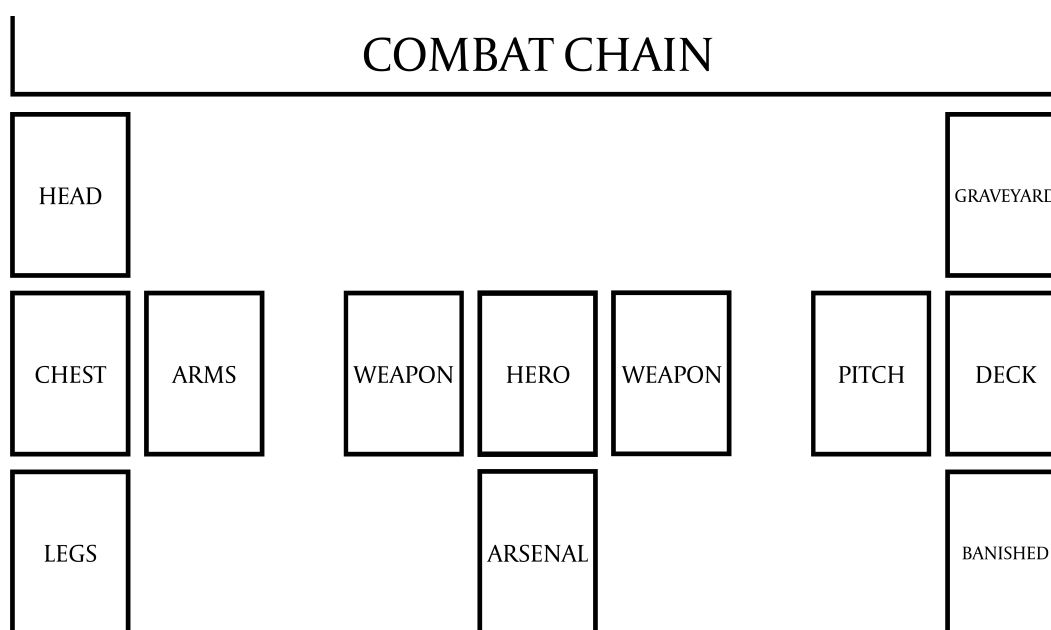 COMBAT CHAIN
HEAD
GRAVEYARD
CHEST
ARMS
WEAPON
HERO
WEAPON
PITCH
DECK
LEGS
ARSENAL
BANISHED